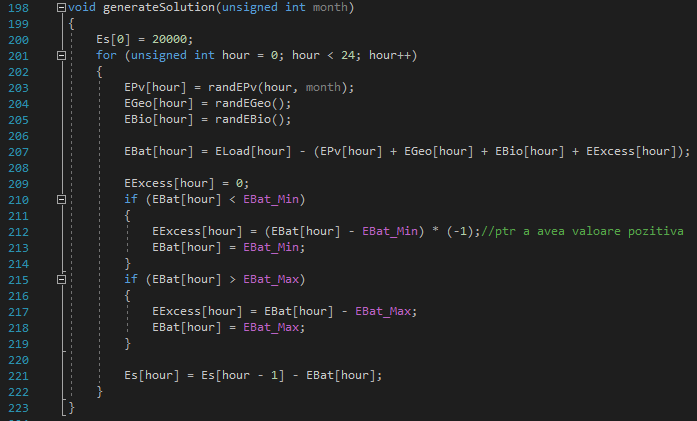 198 void generateSolution(unsigned int month)
199 {
200     Es[0] = 20000;
201     for (unsigned int hour = 0; hour < 24; hour++)
202     {
203         EPv[hour] = randEPv(hour, month);
204         EGeo[hour] = randEGeo();
205         EBio[hour] = randEBio();
206
207         EBat[hour] = ELoad[hour] - (EPv[hour] + EGeo[hour] + EBio[hour] + EExcess[hour]);
208
209         EExcess[hour] = 0;
210         if (EBat[hour] < EBat_Min)
211         {
212             EExcess[hour] = (EBat[hour] - EBat_Min) * (-1);//ptr a avea valoare pozitiva
213             EBat[hour] = EBat_Min;
214         }
215         if (EBat[hour] > EBat_Max)
216         {
217             EExcess[hour] = EBat[hour] - EBat_Max;
218             EBat[hour] = EBat_Max;
219         }
220
221         Es[hour] = Es[hour - 1] - EBat[hour];
222     }
223 }